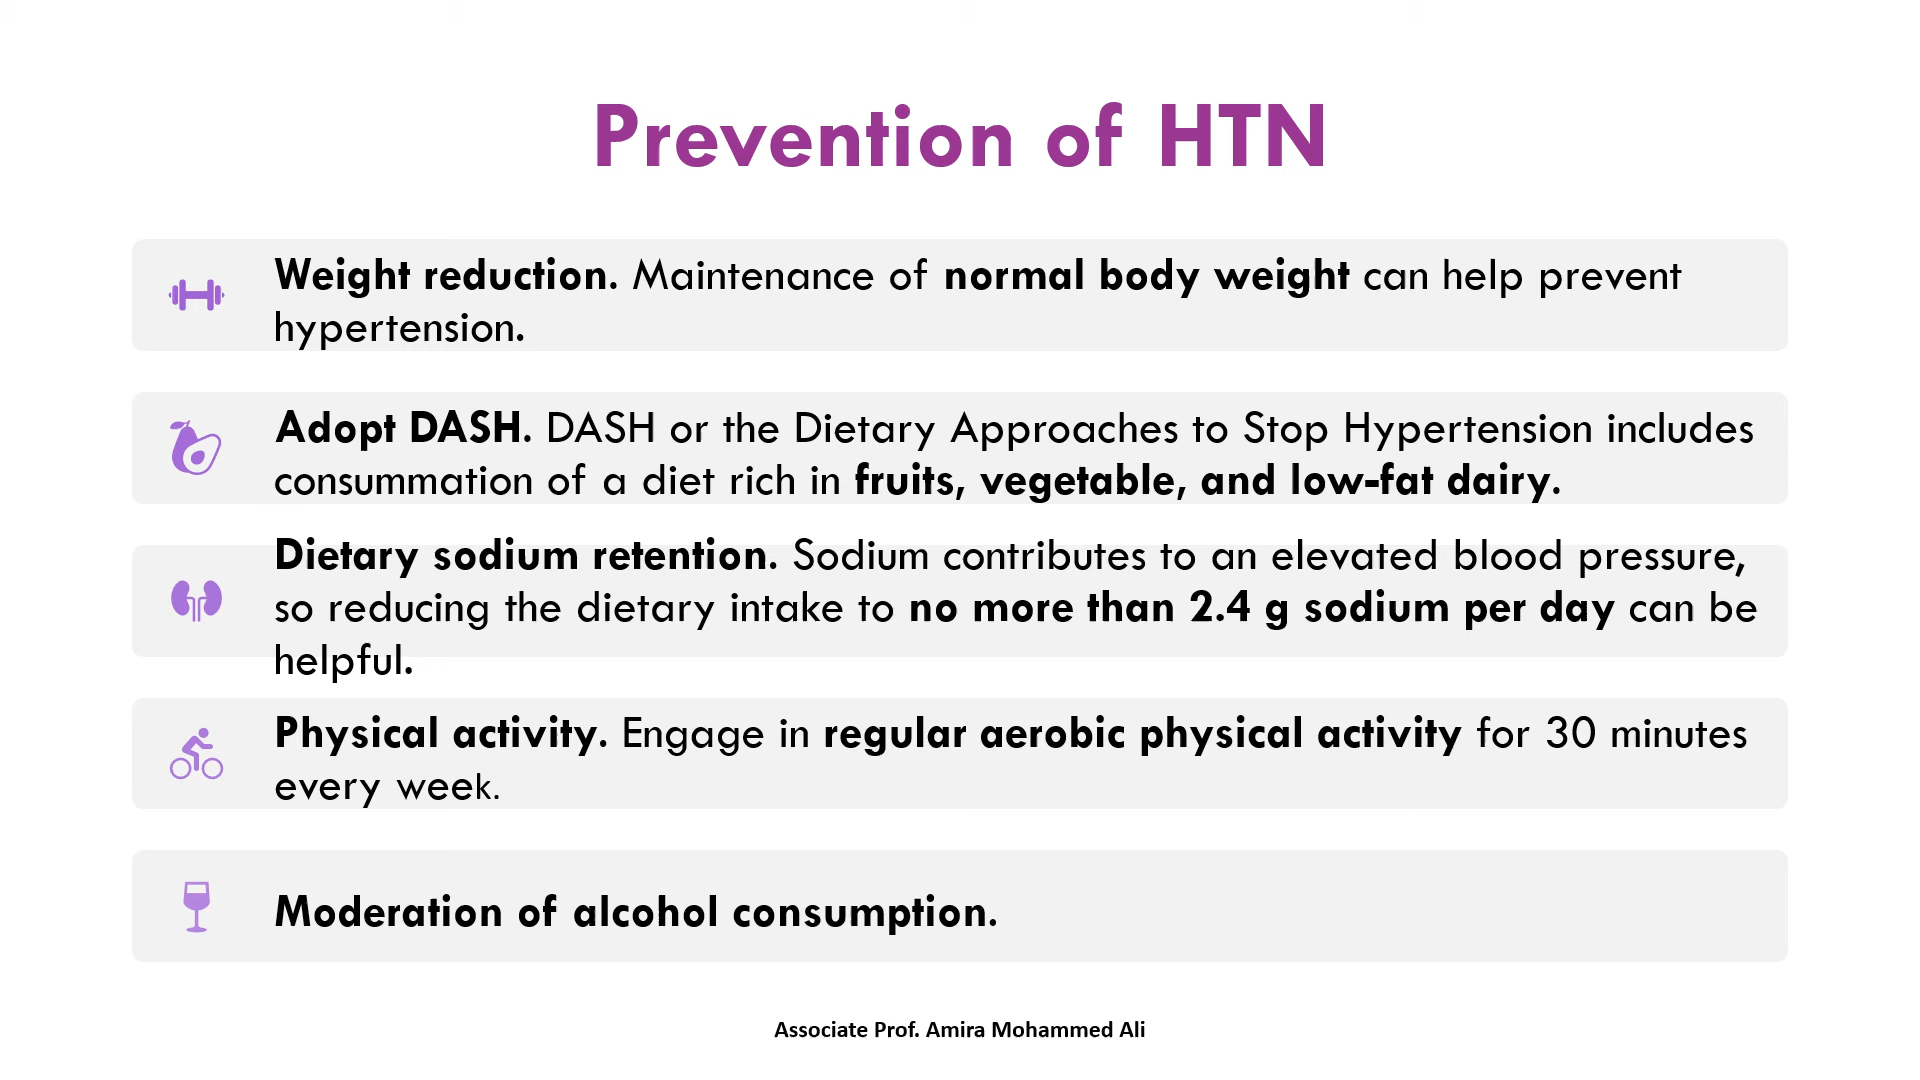 Prevention of HTN
Weight reduction. Maintenance of normal body weight can help prevent
hypertension.
Adopt DASH. DASH or the Dietary Approaches to Stop Hypertension includes
consummation of a diet rich in fruits, vegetable, and low-fat dairy.
Dietary sodium retention. Sodium contributes to an elevated blood pressure,
so reducing the dietary intake to no more than 2.4 g sodium per day can be
helpful.
Physical activity. Engage in regular aerobic physical activity for 30 minutes
every week.
Moderation of alcohol consumption.
Associate Prof. Amira Mohammed Ali